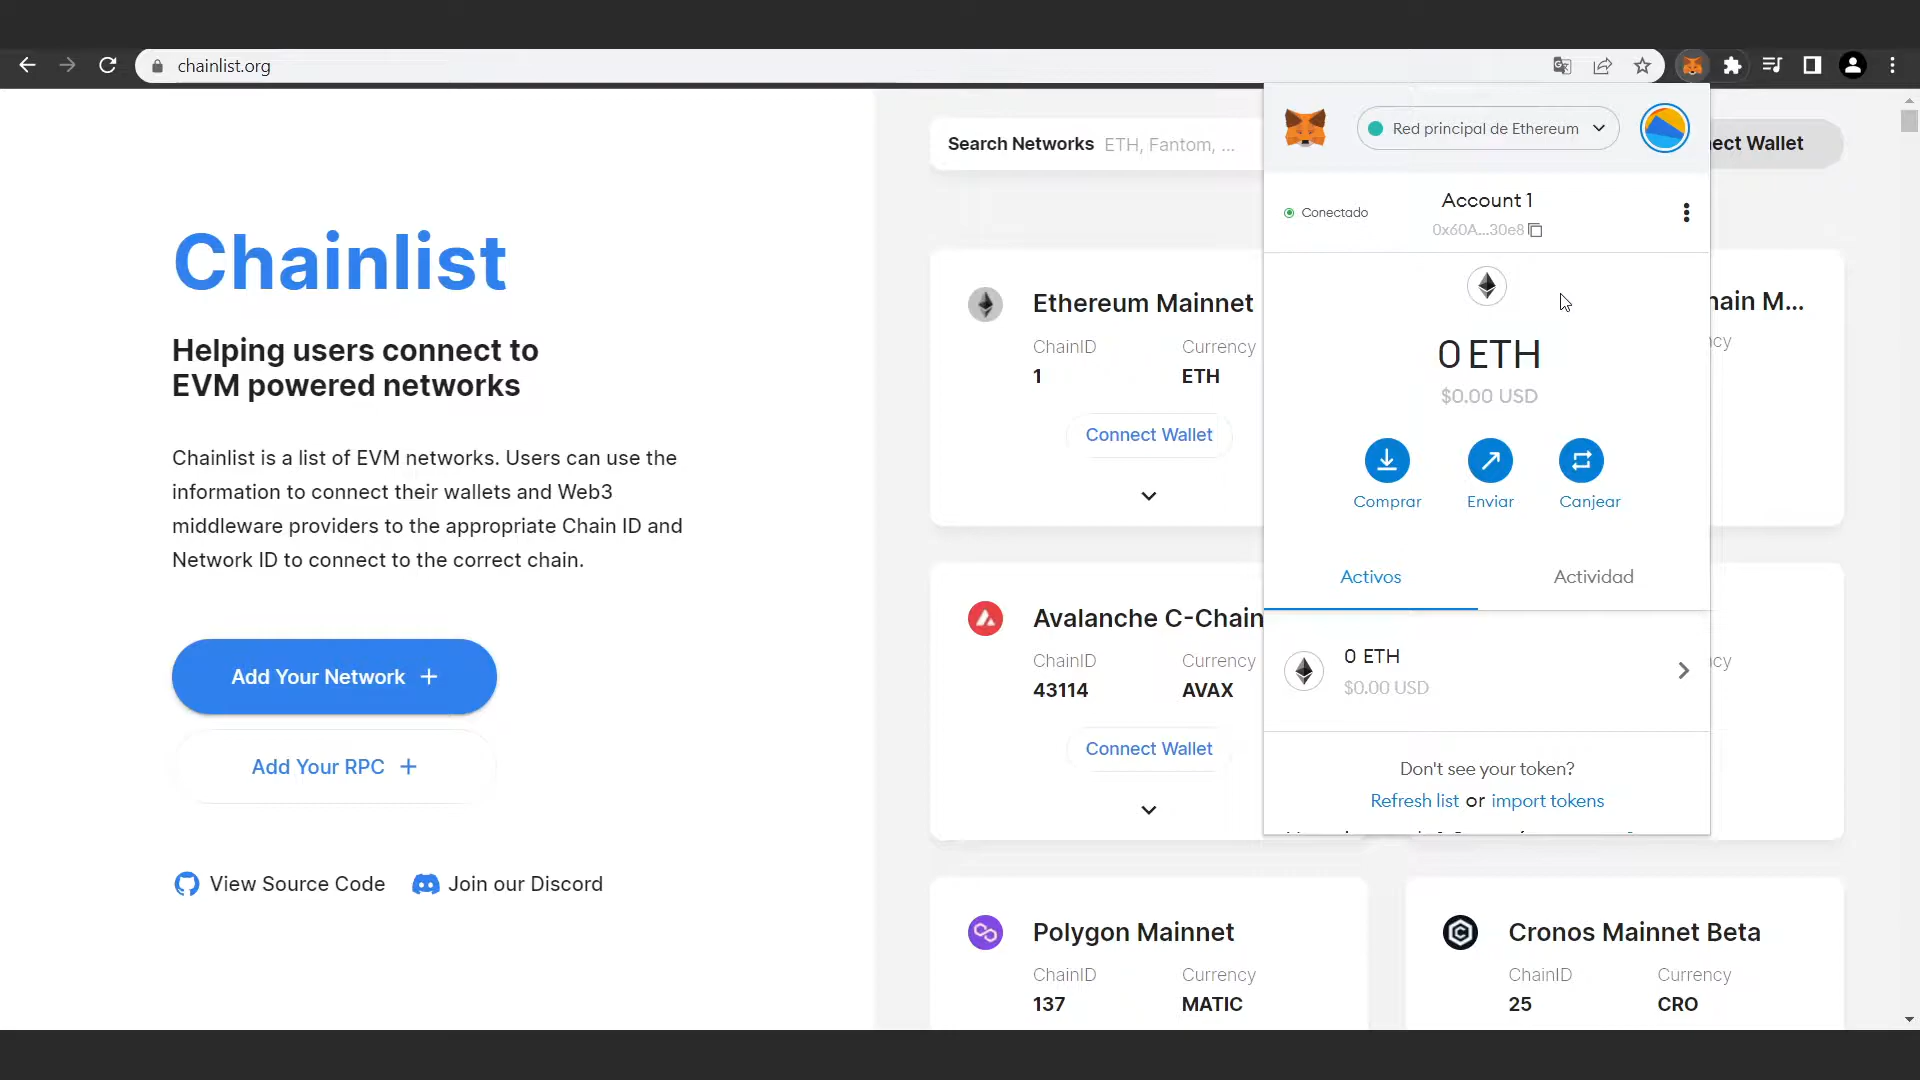 chainlist.org
Chainlist
Helping users connect to
EVM powered networks
Chainlist is a list of EVM networks. Users can use the
information to connect their wallets and Web3
middleware providers to the appropriate Chain ID and
Network ID to connect to the correct chain.
Add Your Network +
Add Your RPC +
View Source Code
Join our Discord
Search Networks ETH, Fantom, ...
ect Wallet
Ethereum Mainnet
ChainID Currency
1 ETH
Connect Wallet
hain M...
cy
Avalanche C-Chain
ChainID Currency
43114 AVAX
Connect Wallet
cy
Polygon Mainnet
ChainID Currency
137 MATIC
Cronos Mainnet Beta
ChainID Currency
25 CRO
Red principal de Ethereum
Conectado
Account 1
0x60A...30e8
0 ETH
$0.00 USD
Comprar Enviar Canjear
Activos Actividad
0 ETH
$0.00 USD
Don't see your token?
Refresh list or import tokens